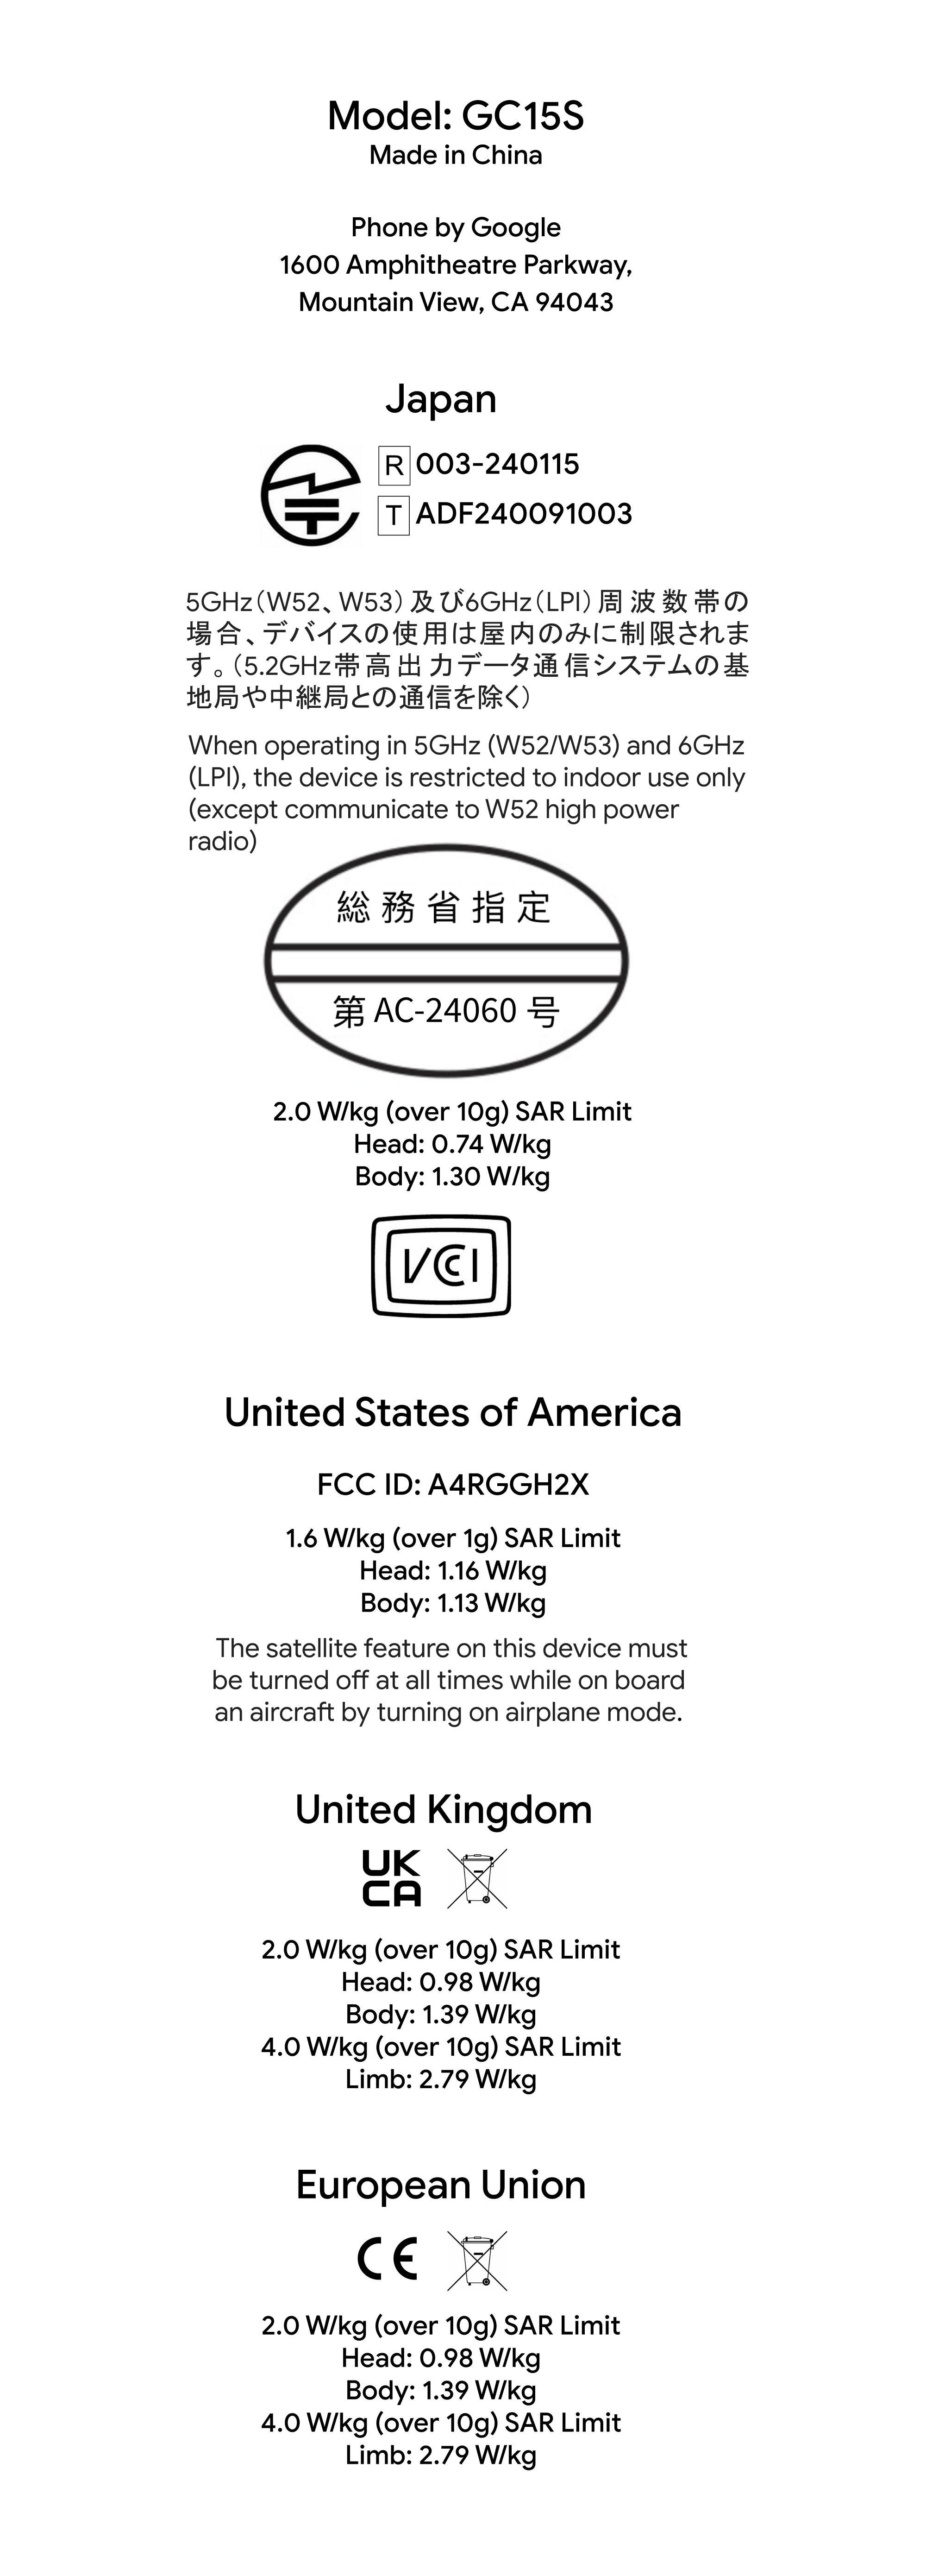 Model: GC15S
Made in China
Phone by Google
1600 Amphitheatre Parkway,
Mountain View, CA 94043
Japan
R 003-240115
T ADF240091003
5GHz（W52、W53）及び6GHz（LPI）周波数帯の
場合、デバイスの使用は屋内のみに制限されま
す。（5.2GHz帯高出力データ通信システムの基
地局や中継局との通信を除く）
When operating in 5GHz (W52/W53) and 6GHz
(LPI), the device is restricted to indoor use only
(except communicate to W52 high power
radio)
総務省指定
第 AC-24060 号
2.0 W/kg (over 10g) SAR Limit
Head: 0.74 W/kg
Body: 1.30 W/kg
VCCI
United States of America
FCC ID: A4RGGH2X
1.6 W/kg (over 1g) SAR Limit
Head: 1.16 W/kg
Body: 1.13 W/kg
The satellite feature on this device must
be turned off at all times while on board
an aircraft by turning on airplane mode.
United Kingdom
UK
CA
2.0 W/kg (over 10g) SAR Limit
Head: 0.98 W/kg
Body: 1.39 W/kg
4.0 W/kg (over 10g) SAR Limit
Limb: 2.79 W/kg
European Union
CE
2.0 W/kg (over 10g) SAR Limit
Head: 0.98 W/kg
Body: 1.39 W/kg
4.0 W/kg (over 10g) SAR Limit
Limb: 2.79 W/kg